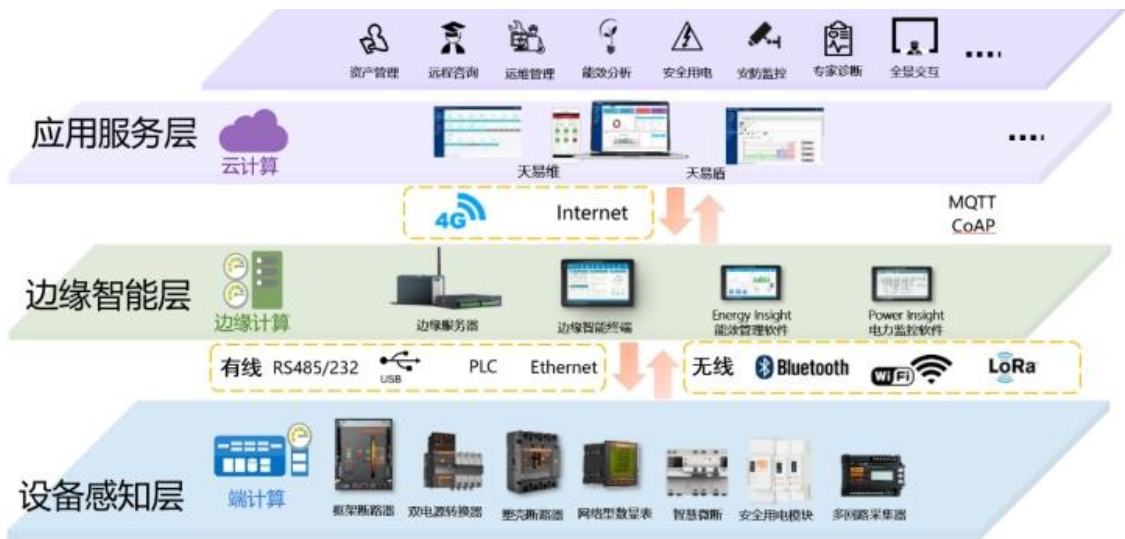 资产管理 远程咨询 运维管理 能效分析 安全用电 安防监控 专家诊断 全景交互 ....
应用服务层
云计算
天易维 天易盾
....
4G Internet
MQTT
CoAP
边缘智能层
边缘计算
边缘服务器 边缘智能终端
Energy Insight
能效管理软件
Power Insight
电力监控软件
有线 RS485/232 USB PLC Ethernet
无线 Bluetooth WiFi LoRa
设备感知层
端计算
框架断路器 双电源转换器 塑壳断路器 网络型数显表 智慧微断 安全用电模块 多回路采集器